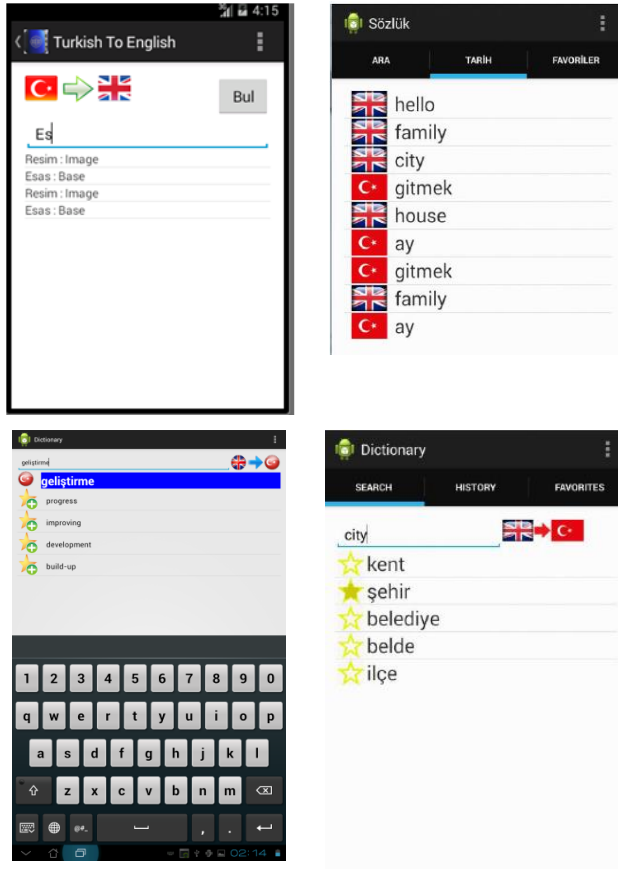 4:15
Turkish To English
Bul
Es
Resim : Image
Esas : Base
Resim : Image
Esas : Base
Sözlük
ARA TARİH FAVORİLER
hello
family
city
gitmek
house
ay
gitmek
family
ay
Dictionary
geliştirme
geliştirme
progress
improving
development
build-up
1 2 3 4 5 6 7 8 9 0
q w e r t y u i o p
a s d f g h j k l
z x c v b n m
@#_ , .
02:14
Dictionary
SEARCH HISTORY FAVORITES
city
kent
şehir
belediye
belde
ilçe